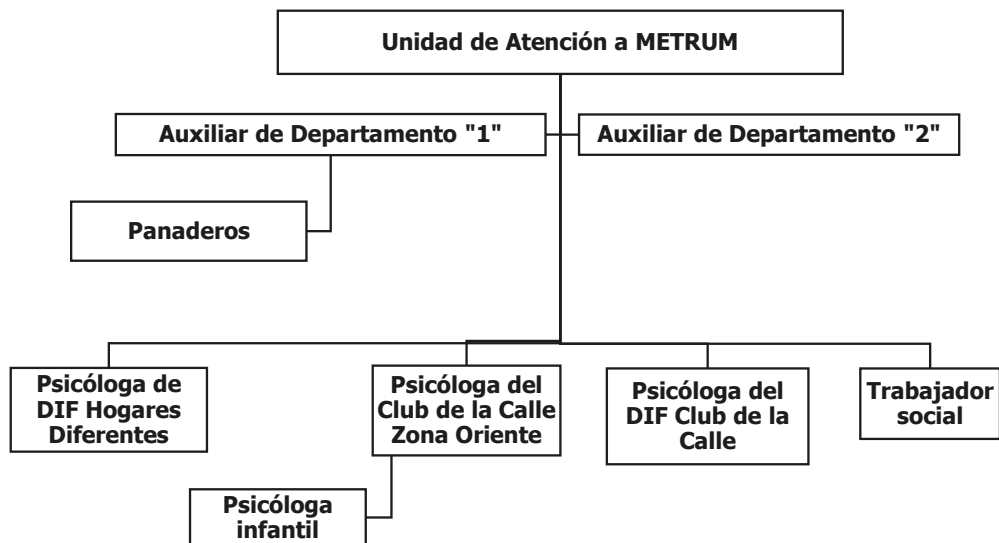 Unidad de Atención a METRUM
Auxiliar de Departamento "1"
Auxiliar de Departamento "2"
Panaderos
Psicóloga de
DIF Hogares
Diferentes
Psicóloga del
Club de la Calle
Zona Oriente
Psicóloga del
DIF Club de la
Calle
Trabajador
social
Psicóloga
infantil